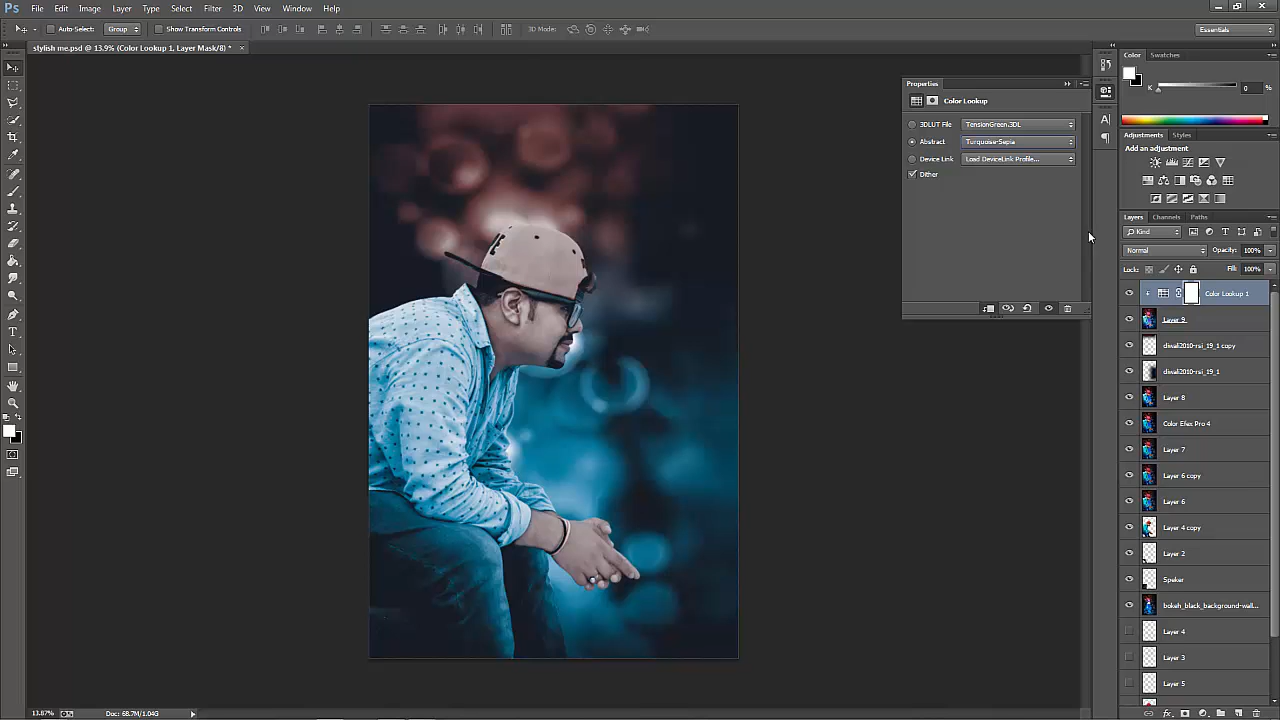 Ps File Edit Image Layer Type Select Filter 3D View Window Help
Auto-Select: Group Show Transform Controls 3D Mode: Essentials
stylish me.psd @ 13.9% (Color Lookup 1, Layer Mask/8) *
Properties
Color Lookup
3DLUT File TensionGreen.3DL
Abstract Turquoise-Sepia
Device Link Load DeviceLink Profile...
Dither
Color Swatches
K 0 %
Adjustments Styles
Add an adjustment
Layers Channels Paths
Kind
Normal Opacity: 100%
Lock: Fill: 100%
Color Lookup 1
Layer 9
diwali2010-rsi_19_1 copy
diwali2010-rsi_19_1
Layer 8
Color Efex Pro 4
Layer 7
Layer 6 copy
Layer 6
Layer 4 copy
Layer 2
Speker
bokeh_black_background-wall...
Layer 4
Layer 3
Layer 5
13.87% Doc: 68.7M/1.04G